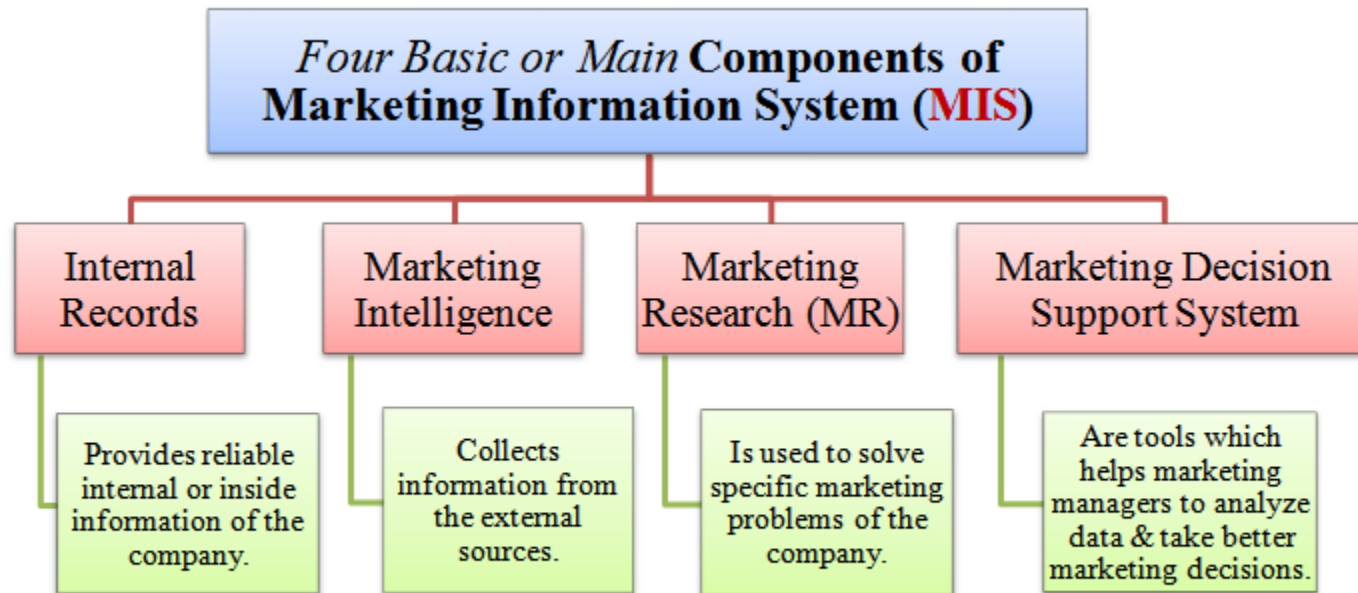 Four Basic or Main Components of
Marketing Information System (MIS)
Internal
Records
Marketing
Intelligence
Marketing
Research (MR)
Marketing Decision
Support System
Provides reliable
internal or inside
information of the
company.
Collects
information from
the external
sources.
Is used to solve
specific marketing
problems of the
company.
Are tools which
helps marketing
managers to analyze
data & take better
marketing decisions.